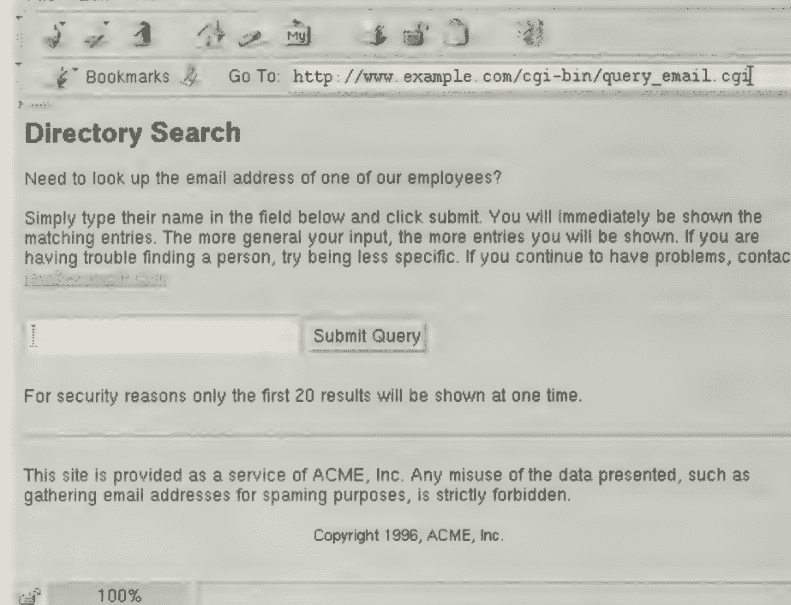 My
Bookmarks Go To: http://www.example.com/cgi-bin/query_email.cgi
Directory Search
Need to look up the email address of one of our employees?
Simply type their name in the field below and click submit. You will immediately be shown the
matching entries. The more general your input, the more entries you will be shown. If you are
having trouble finding a person, try being less specific. If you continue to have problems, contac
Submit Query
For security reasons only the first 20 results will be shown at one time.
This site is provided as a service of ACME, Inc. Any misuse of the data presented, such as
gathering email addresses for spaming purposes, is strictly forbidden.
Copyright 1996, ACME, Inc.
100%